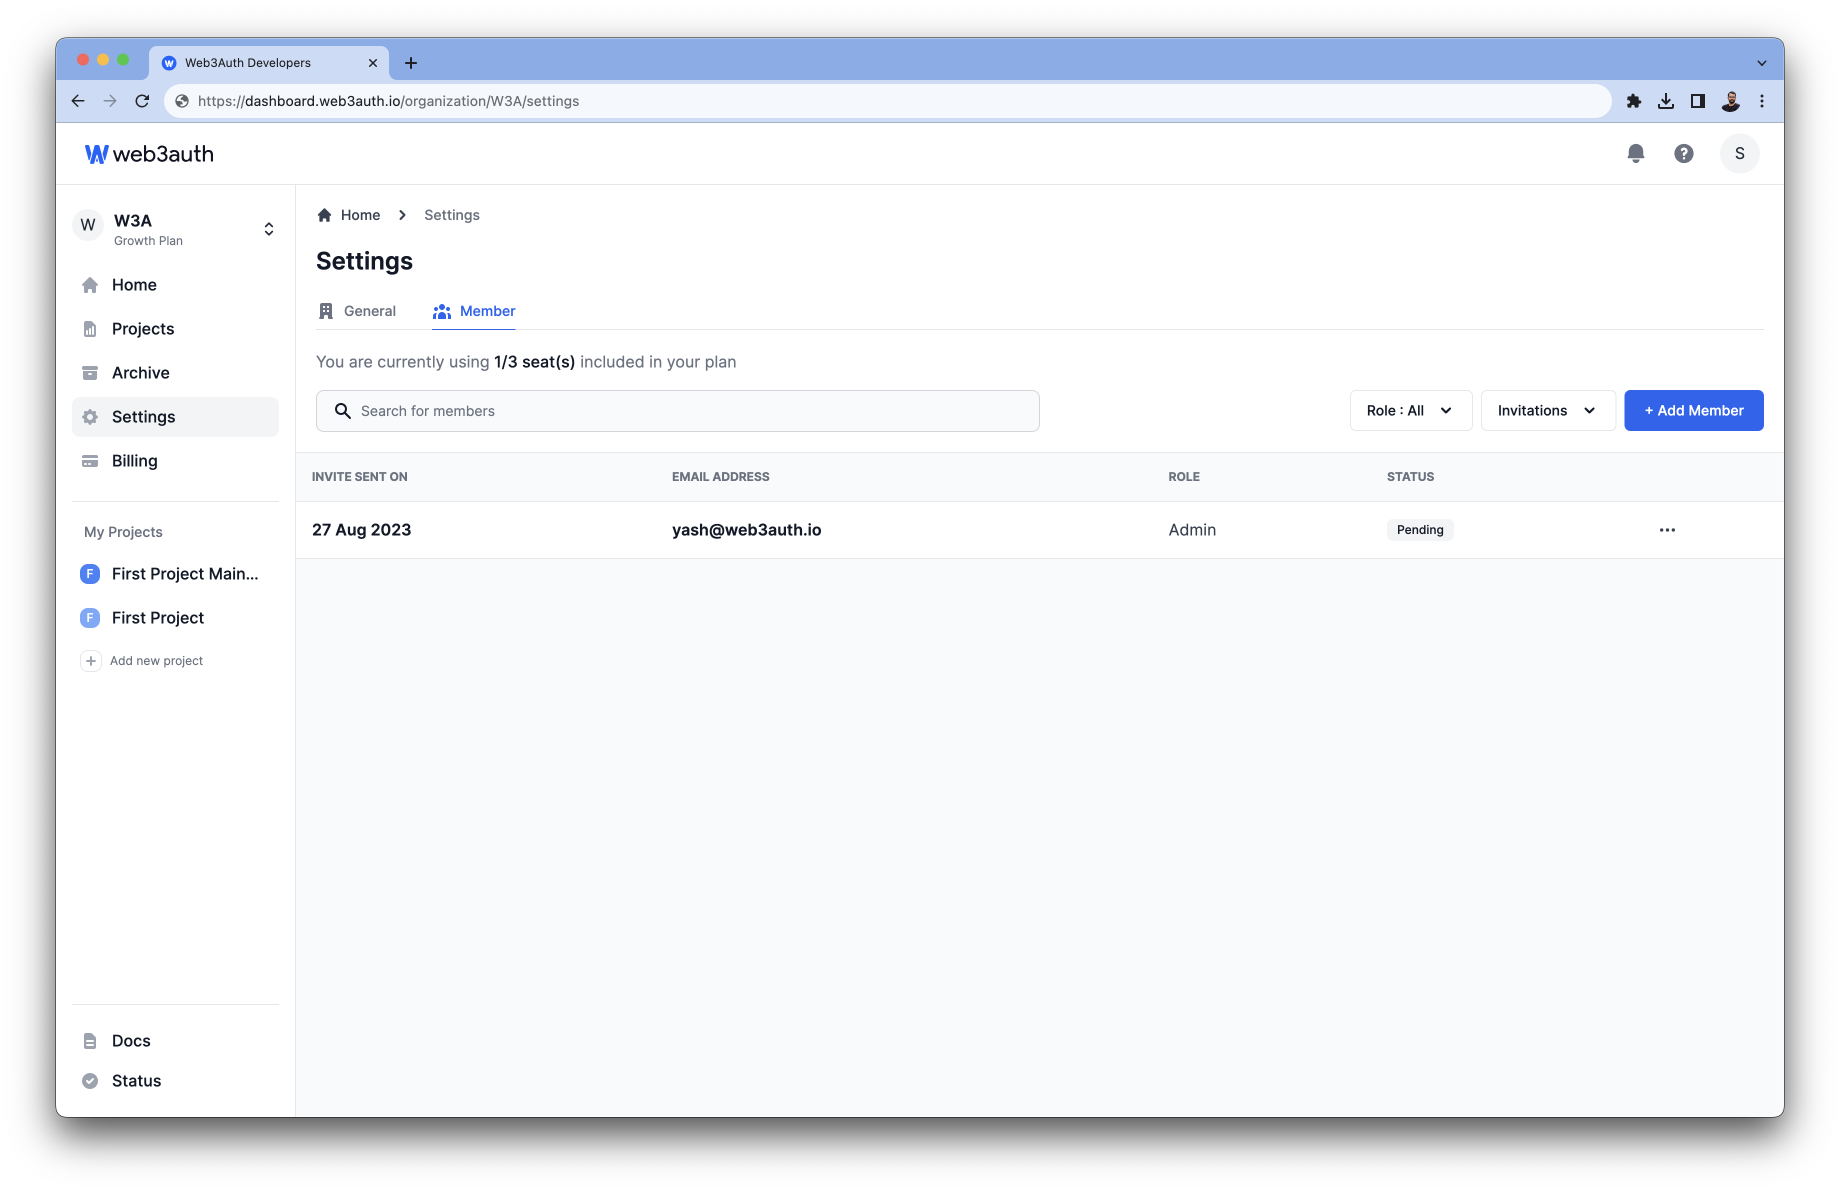 Web3Auth Developers
https://dashboard.web3auth.io/organization/W3A/settings
web3auth
S
W
W3A
Growth Plan
Home
Projects
Archive
Settings
Billing
My Projects
F First Project Main...
F First Project
+ Add new project
Docs
Status
Home > Settings
Settings
General Member
You are currently using 1/3 seat(s) included in your plan
Search for members
Role : All
Invitations
+ Add Member
INVITE SENT ON EMAIL ADDRESS ROLE STATUS
27 Aug 2023 yash@web3auth.io Admin Pending ...